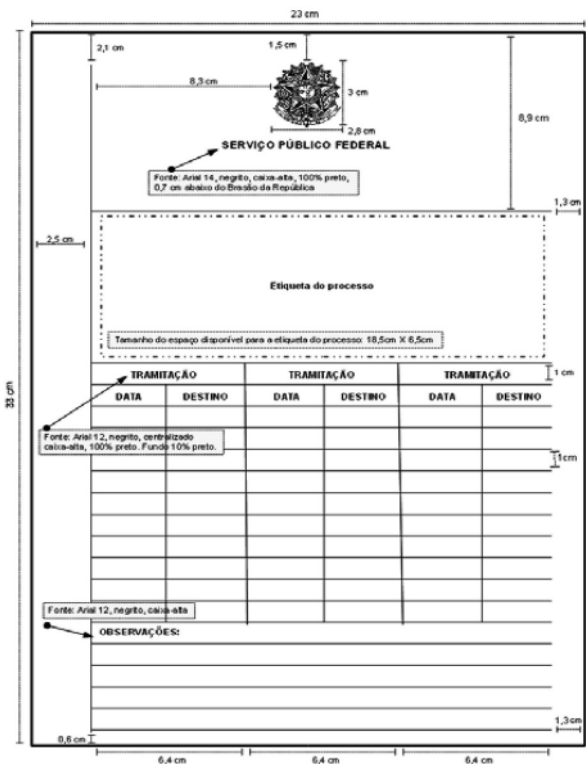 23 cm
2,1 cm
1,5 cm
8,3 cm
3 cm
2,8 cm
8,9 cm
SERVIÇO PÚBLICO FEDERAL
Fonte: Arial 14, negrito, caixa-alta, 100% preto,
0,7 cm abaixo do Brasão da República
1,3 cm
2,5 cm
Etiqueta do processo
Tamanho do espaço disponível para a etiqueta do processo: 18,5cm X 6,5cm
33 cm
TRAMITAÇÃO TRAMITAÇÃO TRAMITAÇÃO
1 cm
DATA DESTINO DATA DESTINO DATA DESTINO
Fonte: Arial 12, negrito, centralizado
caixa-alta, 100% preto. Fundo 10% preto.
1cm
Fonte: Arial 12, negrito, caixa-alta
OBSERVAÇÕES:
1,3cm
0,6 cm
6,4 cm 6,4 cm 6,4 cm